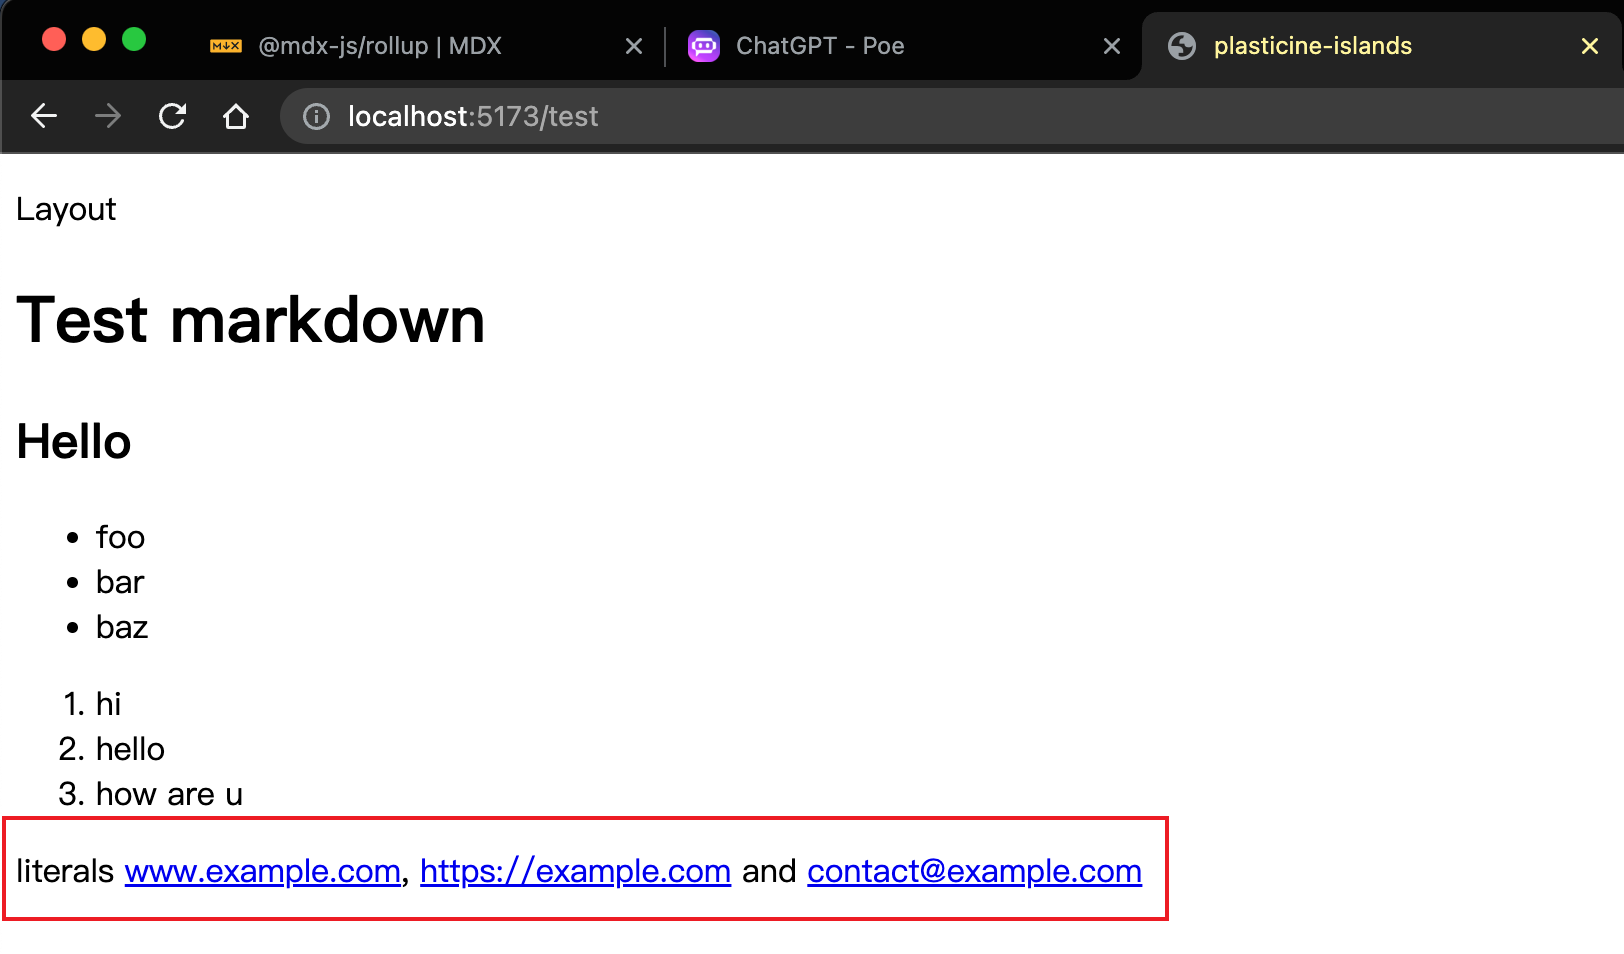 M↓X @mdx-js/rollup | MDX ChatGPT - Poe plasticine-islands
localhost:5173/test
Layout
Test markdown
Hello
• foo
• bar
• baz
1. hi
2. hello
3. how are u
literals www.example.com, https://example.com and contact@example.com